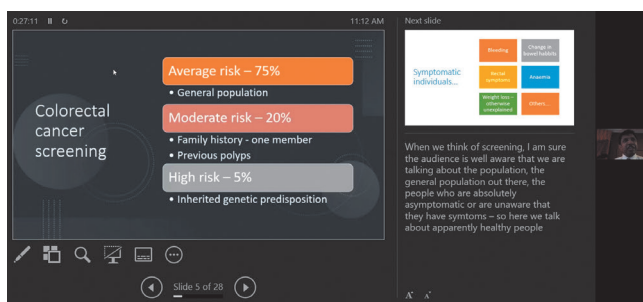 0:27:11
11:12 AM
Next slide
Colorectal
cancer
screening
Average risk – 75%
• General population
Moderate risk – 20%
• Family history - one member
• Previous polyps
High risk – 5%
• Inherited genetic predisposition
Symptomatic
individuals...
Bleeding
Change in
bowel habits
Rectal
symptoms
Anaemia
Weight loss –
otherwise
unexplained
Others...
When we think of screening, I am sure
the audience is well aware that we are
talking about the population, the
general population out there, the
people who are absolutely
asymptomatic or are unaware that
they have symtoms – so here we talk
about apparently healthy people
Slide 5 of 28
A A